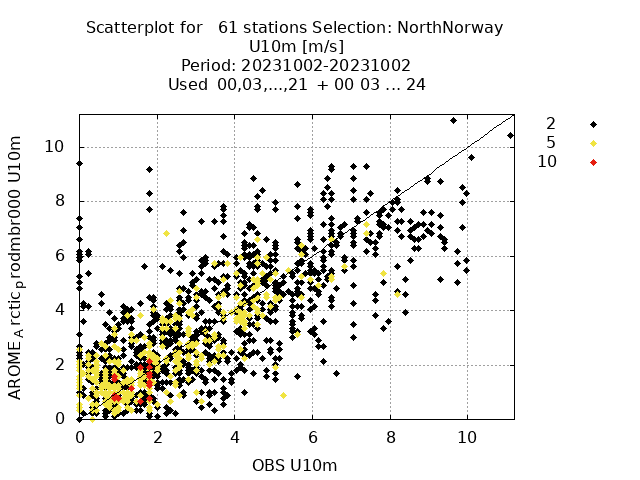 Scatterplot for   61 stations Selection: NorthNorway
U10m [m/s]
Period: 20231002-20231002
Used  00,03,...,21  + 00 03 ... 24
2
5
10
AROME_Arctic_prodmbr000 U10m
10
8
6
4
2
0
0 2 4 6 8 10
OBS U10m